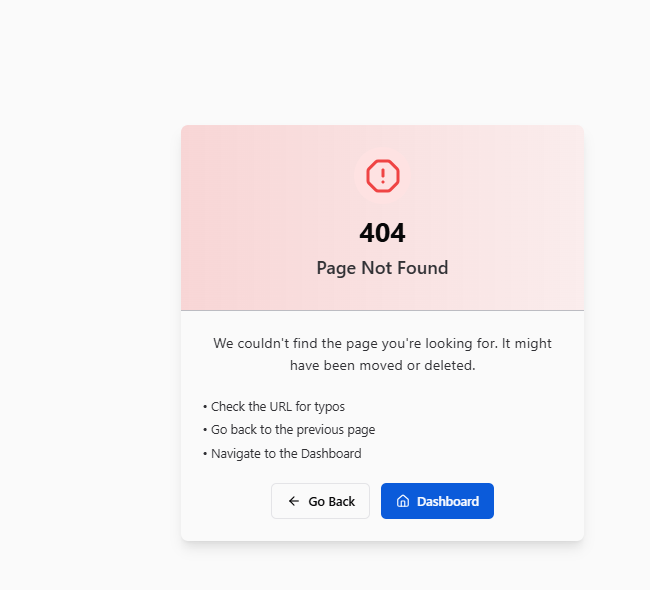 404
Page Not Found
We couldn't find the page you're looking for. It might
have been moved or deleted.
• Check the URL for typos
• Go back to the previous page
• Navigate to the Dashboard
Go Back
Dashboard